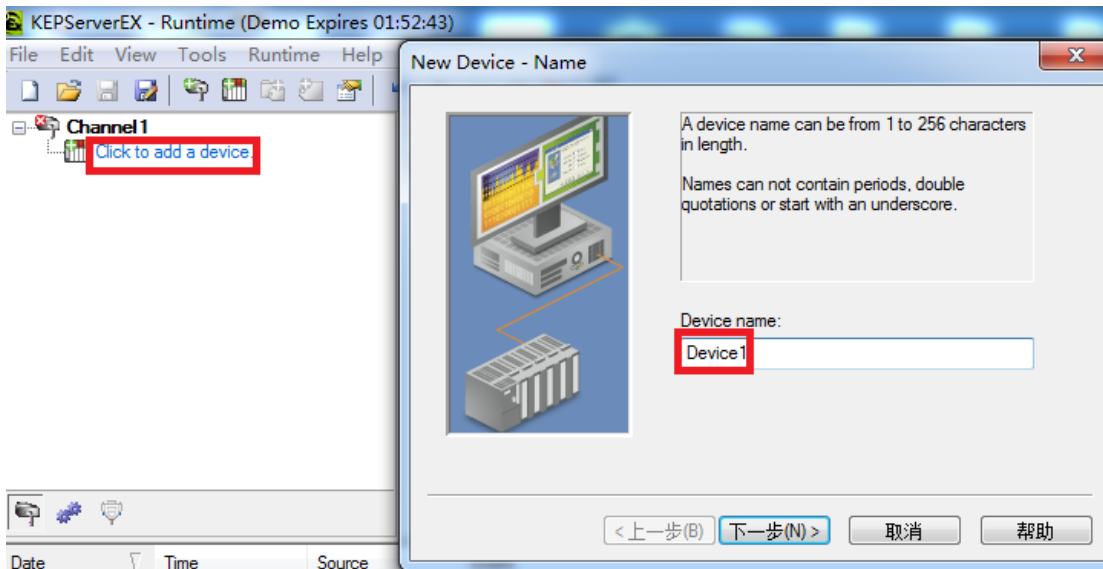 KEPServerEX - Runtime (Demo Expires 01:52:43)
File Edit View Tools Runtime Help
Channel1
Click to add a device.
New Device - Name
A device name can be from 1 to 256 characters
in length.
Names can not contain periods, double
quotations or start with an underscore.
Device name:
Device1
<上一步(B) 下一步(N) > 取消 帮助
Date Time Source